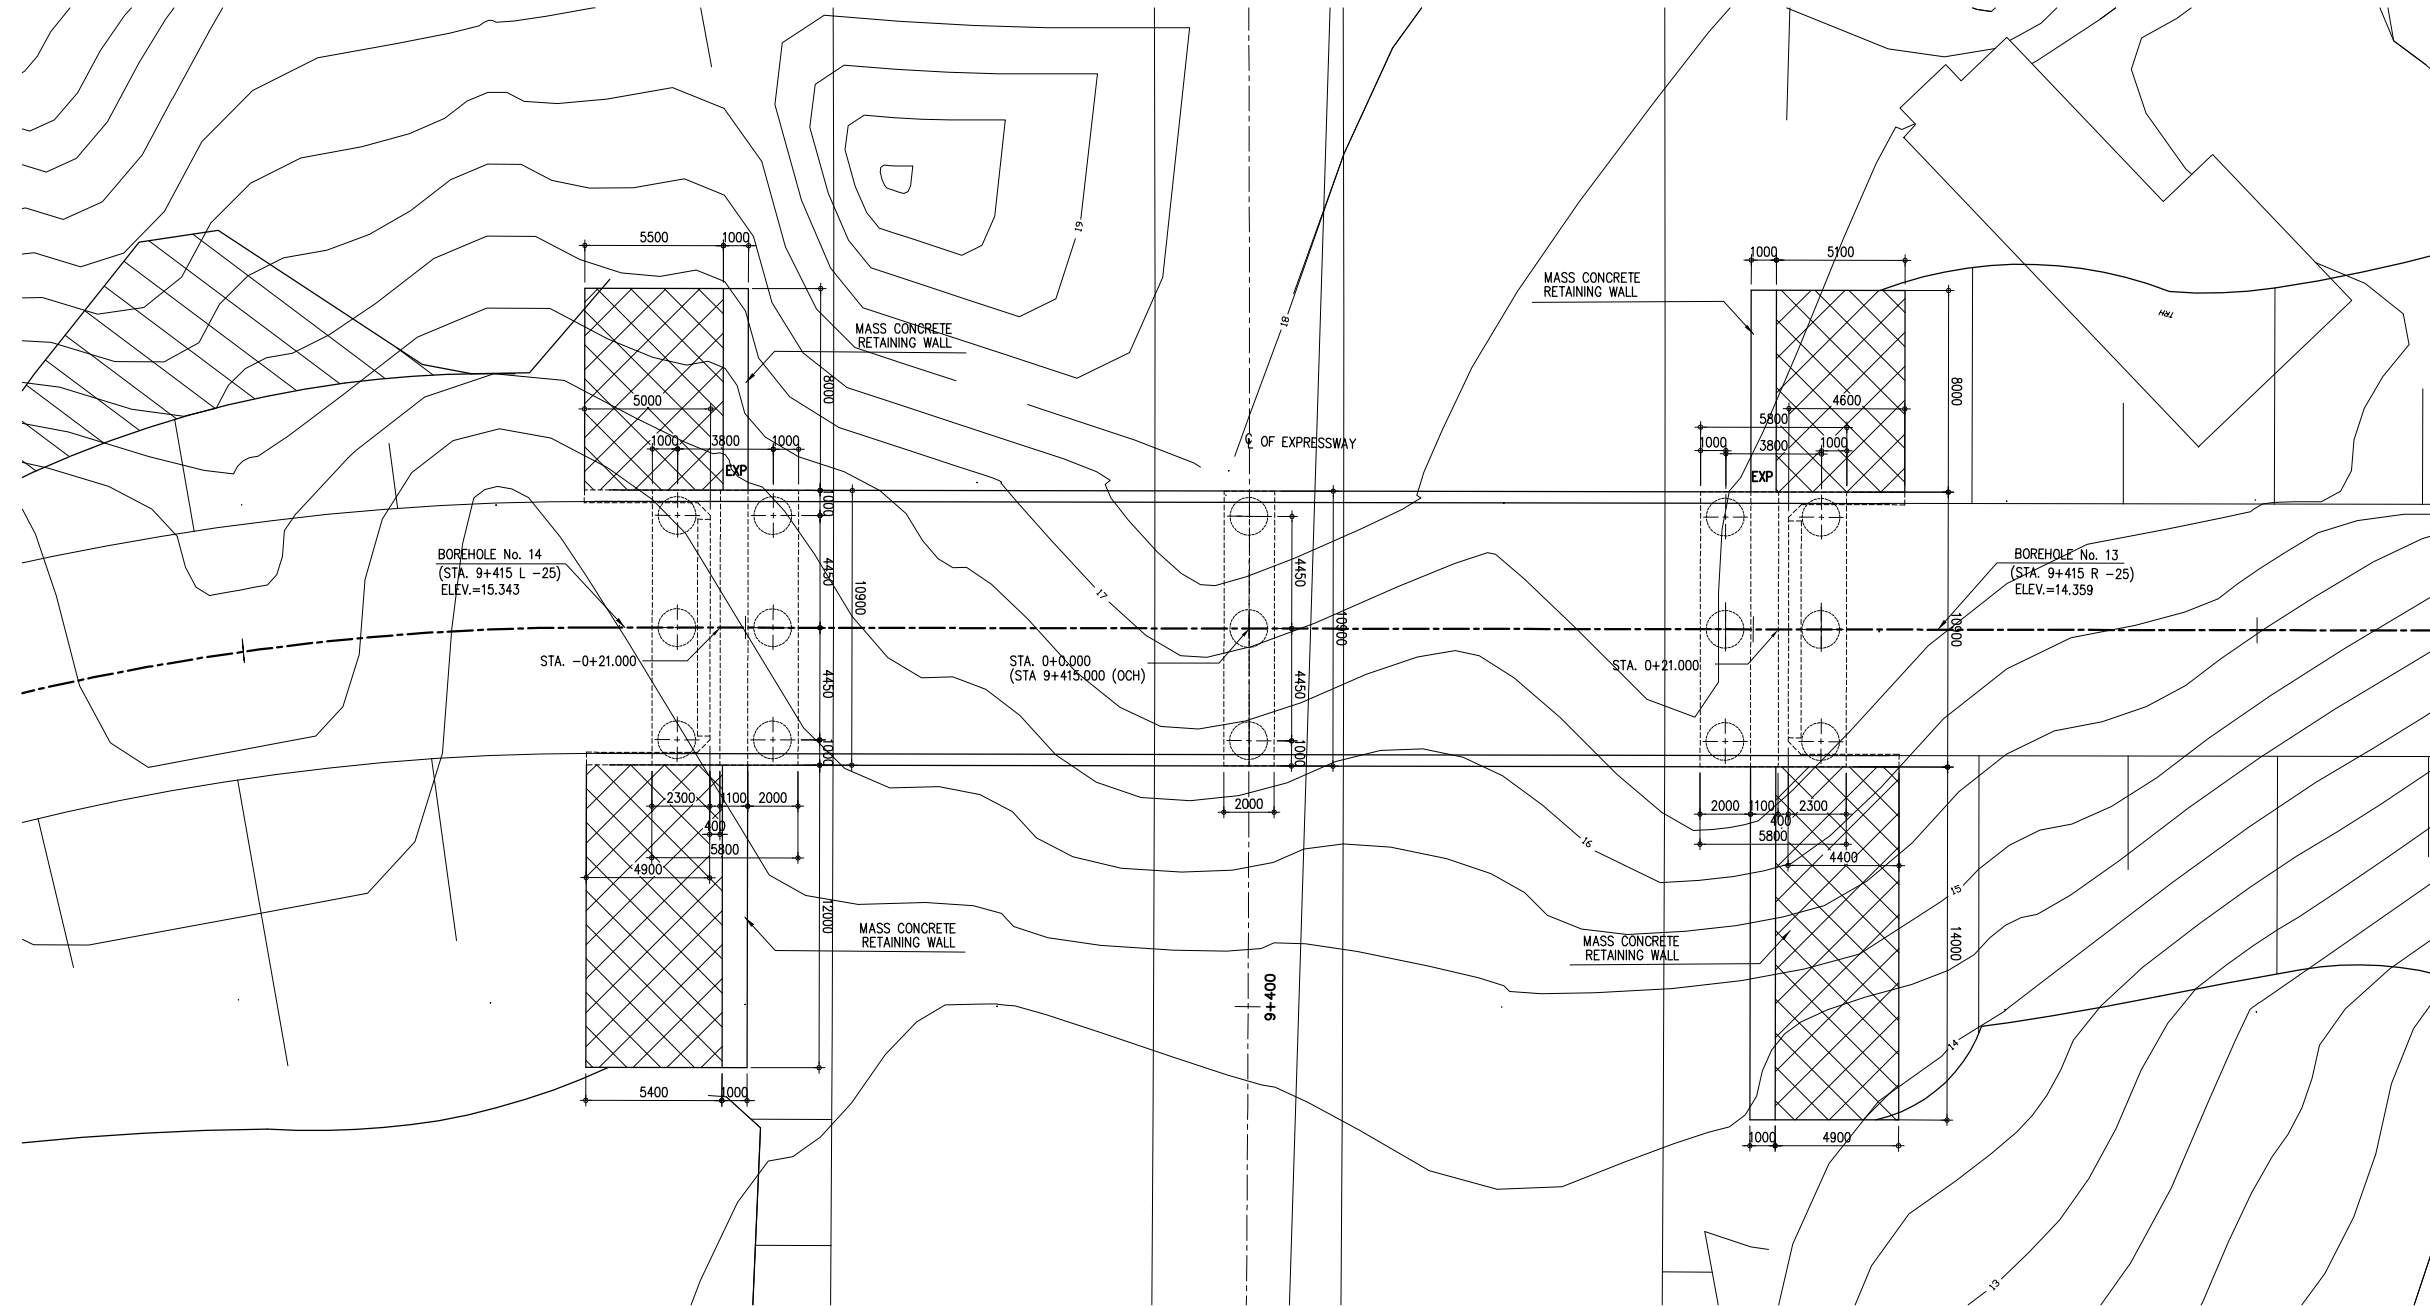 19
5500
1000
1000
5100
MASS CONCRETE
RETAINING WALL
TRH
18
MASS CONCRETE
RETAINING WALL
8000
8000
5000
4600
5800
1000
3800
1000
℄ OF EXPRESSWAY
1000
3800
1000
EXP
EXP
1000
BOREHOLE No. 14
(STA. 9+415 L -25)
ELEV.=15.343
4450
10900
17
4450
10900
BOREHOLE No. 13
(STA. 9+415 R -25)
ELEV.=14.359
10900
STA. -0+21.000
STA. 0+0.000
(STA 9+415.000 (OCH)
STA. 0+21.000
4450
4450
1000
1000
2300
1100
2000
2000
2000
1100
2300
400
400
5800
5800
4900
4400
16
15
12000
MASS CONCRETE
RETAINING WALL
MASS CONCRETE
RETAINING WALL
14000
9+400
14
5400
1000
1000
4900
13